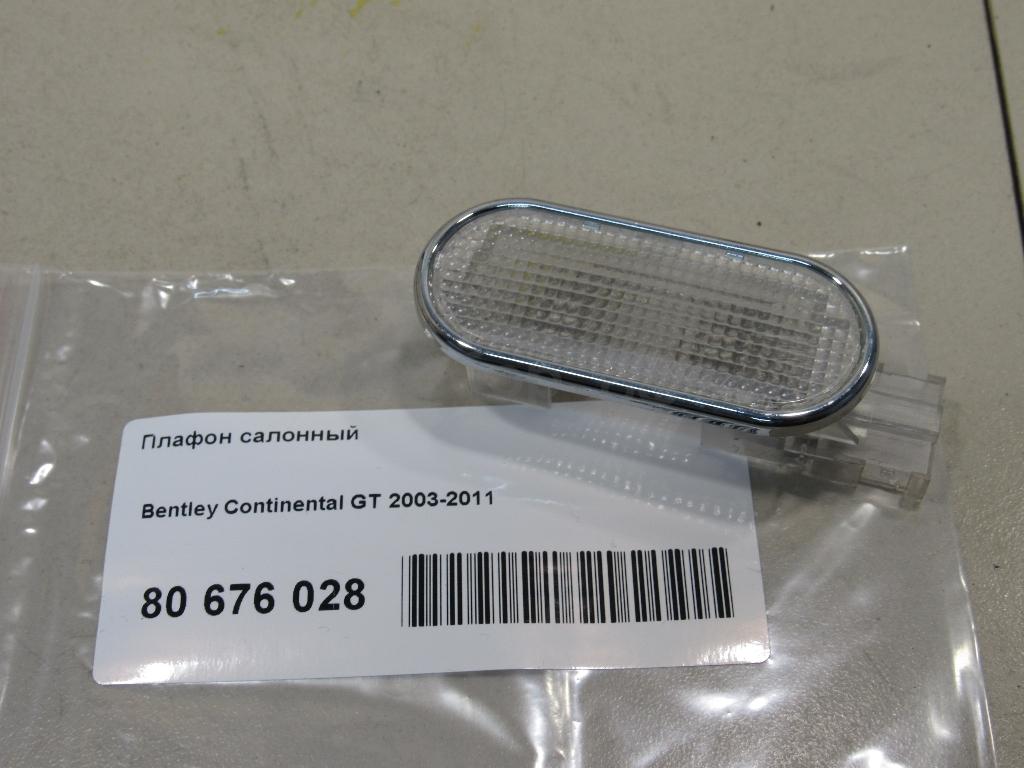 Плафон салонный
Bentley Continental GT 2003-2011
80 676 028